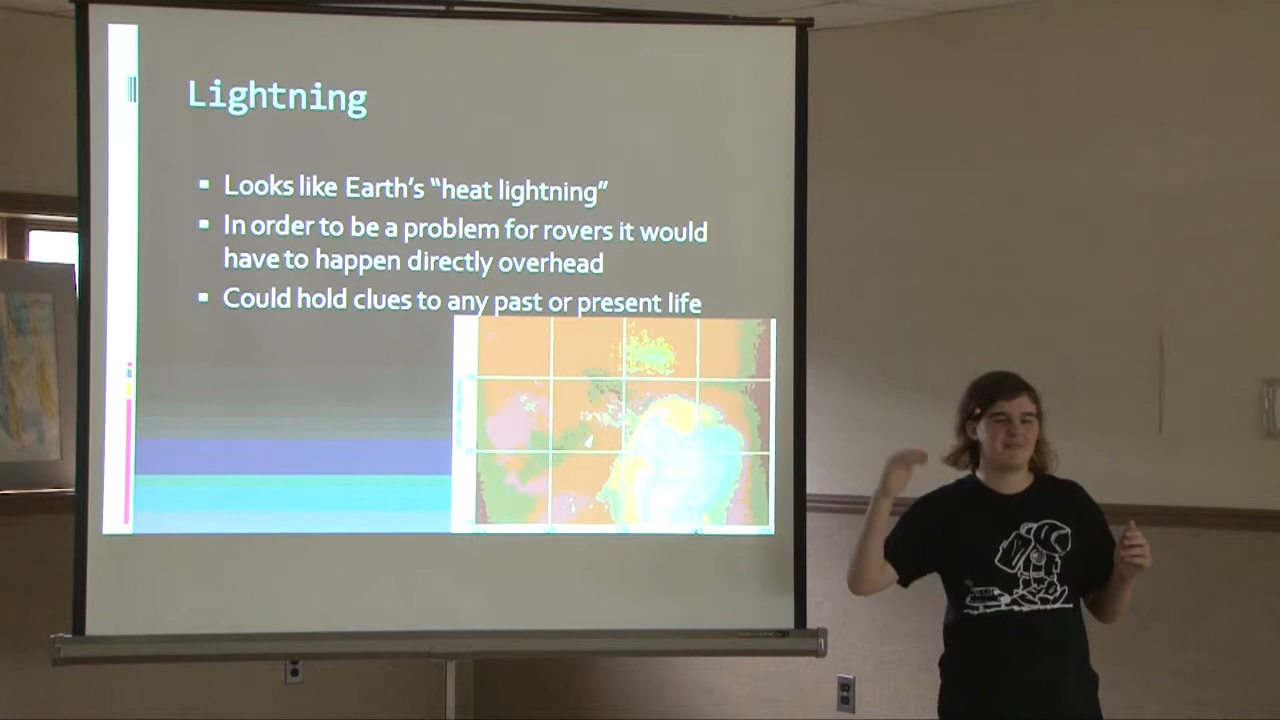 Lightning
▪ Looks like Earth's “heat lightning”
▪ In order to be a problem for rovers it would
have to happen directly overhead
▪ Could hold clues to any past or present life